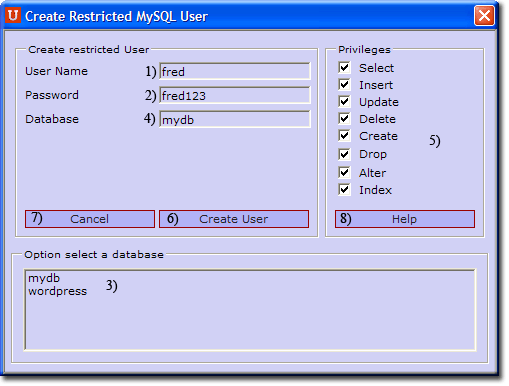 U Create Restricted MySQL User
Create restricted User
User Name 1) fred
Password 2) fred123
Database 4) mydb
7) Cancel
6) Create User
Privileges
Select
Insert
Update
Delete
Create
5)
Drop
Alter
Index
8) Help
Option select a database
mydb
wordpress 3)